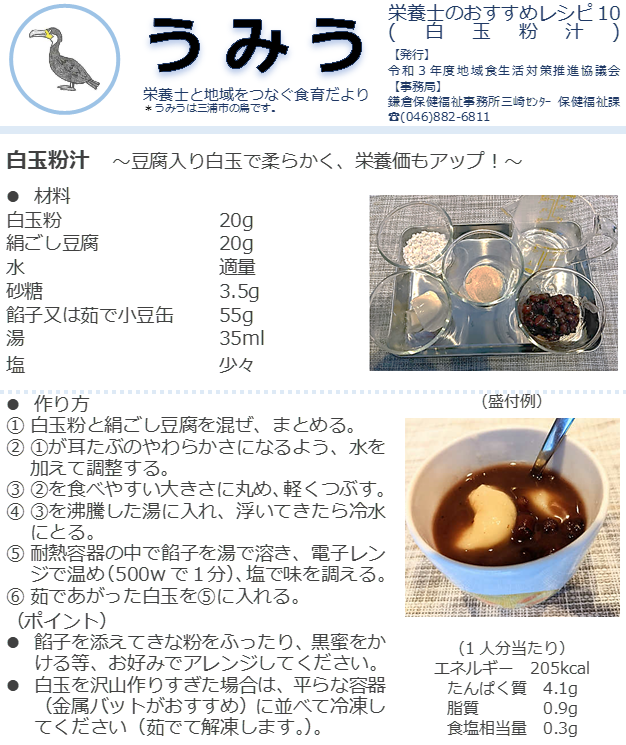 うみう
栄養士と地域をつなぐ食育だより
＊うみうは三浦市の鳥です。
栄養士のおすすめレシピ10
(白玉粉汁)
【発行】
令和３年度地域食生活対策推進協議会
【事務局】
鎌倉保健福祉事務所三崎ｾﾝﾀｰ 保健福祉課
☎(046)882-6811
白玉粉汁　～豆腐入り白玉で柔らかく、栄養価もアップ！～
● 材料
白玉粉　20g
絹ごし豆腐　20g
水　適量
砂糖　3.5g
餡子又は茹で小豆缶　55g
湯　35ml
塩　少々
● 作り方
① 白玉粉と絹ごし豆腐を混ぜ、まとめる。
② ①が耳たぶのやわらかさになるよう、水を
加えて調整する。
③ ②を食べやすい大きさに丸め、軽くつぶす。
④ ③を沸騰した湯に入れ、浮いてきたら冷水
にとる。
⑤ 耐熱容器の中で餡子を湯で溶き、電子レン
ジで温め（500wで１分）、塩で味を調える。
⑥ 茹であがった白玉を⑤に入れる。
（ポイント）
● 餡子を添えてきな粉をふったり、黒蜜をか
ける等、お好みでアレンジしてください。
● 白玉を沢山作りすぎた場合は、平らな容器
（金属バットがおすすめ）に並べて冷凍し
てください（茹でて解凍します。）。
（盛付例）
（１人分当たり）
エネルギー　205kcal
たんぱく質　4.1g
脂質　0.9g
食塩相当量　0.3g